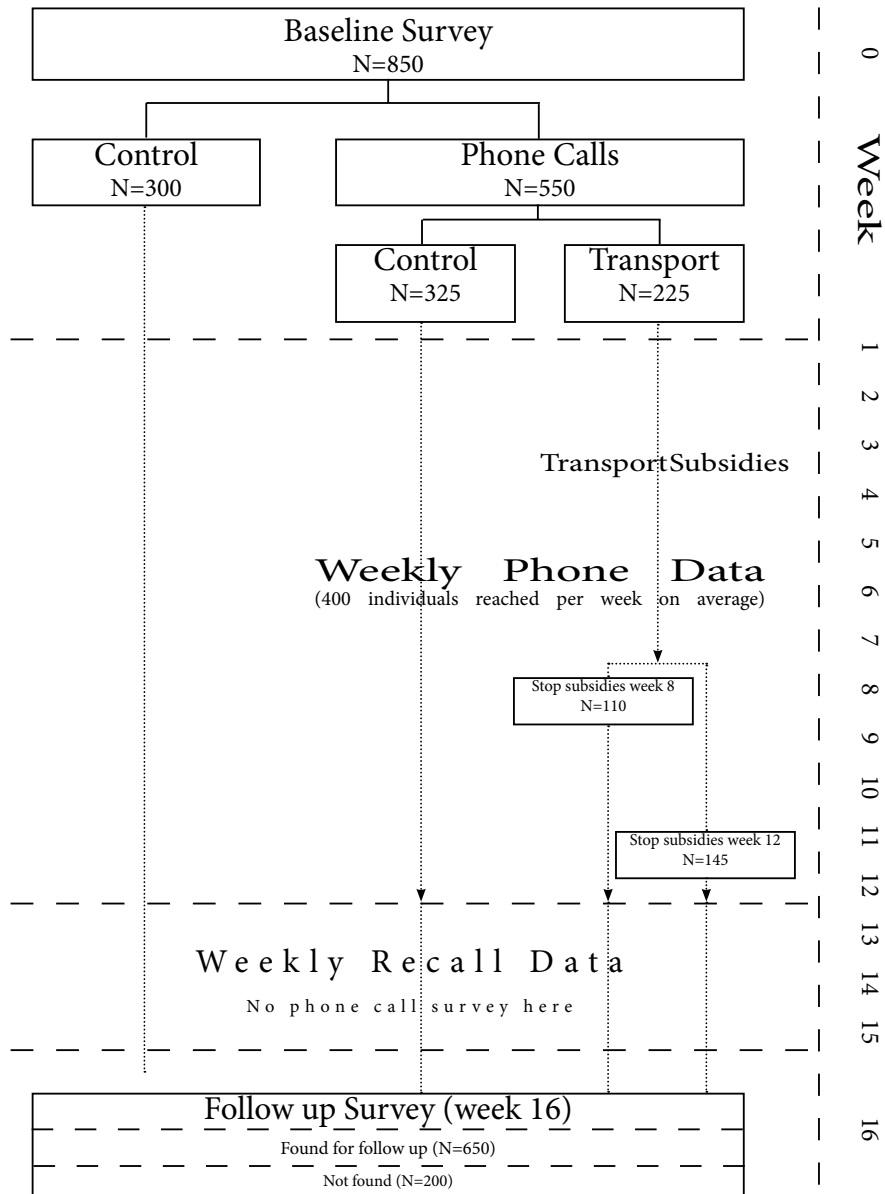 Baseline Survey
N=850
Control
N=300
Phone Calls
N=550
Control
N=325
Transport
N=225
TransportSubsidies
Weekly Phone Data
(400 individuals reached per week on average)
Stop subsidies week 8
N=110
Stop subsidies week 12
N=145
Weekly Recall Data
No phone call survey here
Follow up Survey (week 16)
Found for follow up (N=650)
Not found (N=200)
Week
0
1
2
3
4
5
6
7
8
9
10
11
12
13
14
15
16